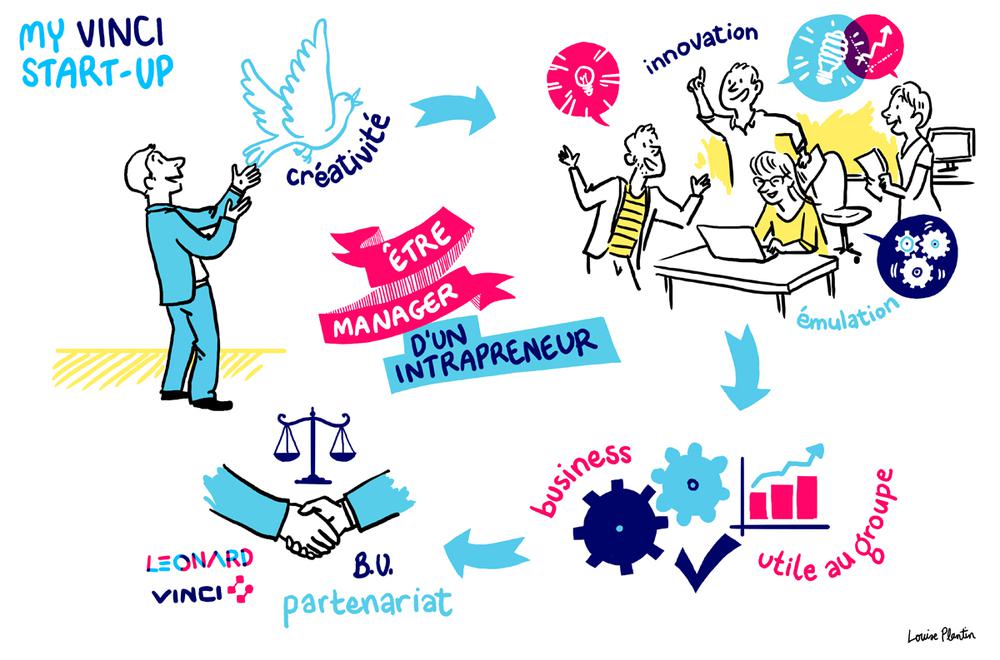 MY VINCI
START-UP
créativité
innovation
émulation
ÊTRE
MANAGER
D'UN
INTRAPRENEUR
business
utile au groupe
LEONARD
VINCI
B.U.
partenariat
Louise Plantin